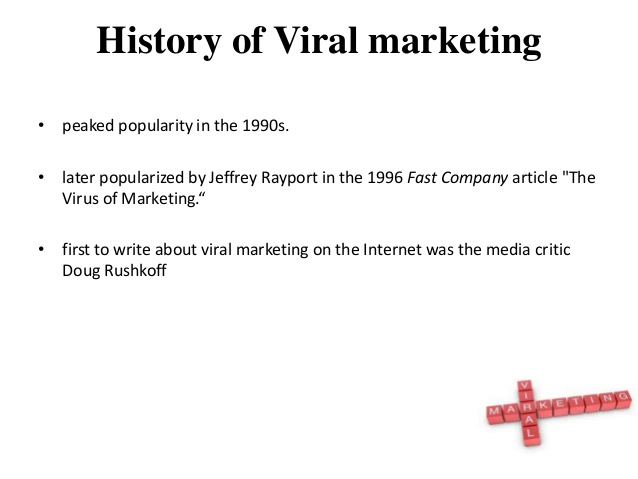 History of Viral marketing
• peaked popularity in the 1990s.
• later popularized by Jeffrey Rayport in the 1996 Fast Company article "The
Virus of Marketing.“
• first to write about viral marketing on the Internet was the media critic
Doug Rushkoff
VIRAL
MARKETING